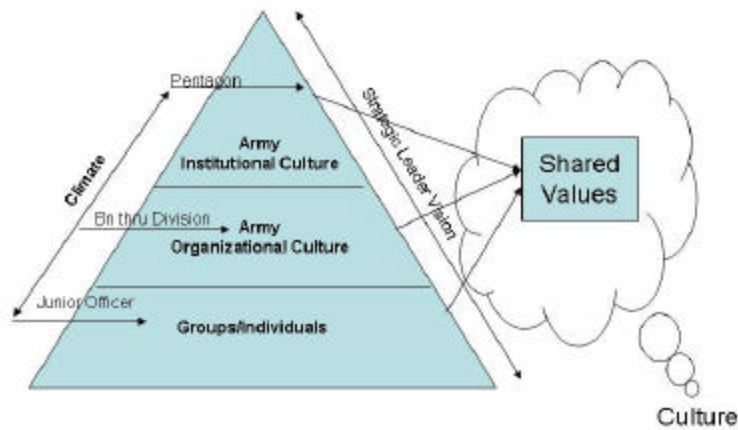 Pentagon
Army
Institutional Culture
Climate
Strategic Leader Vision
Shared
Values
Bn thru Division
Army
Organizational Culture
Junior Officer
Groups/Individuals
Culture